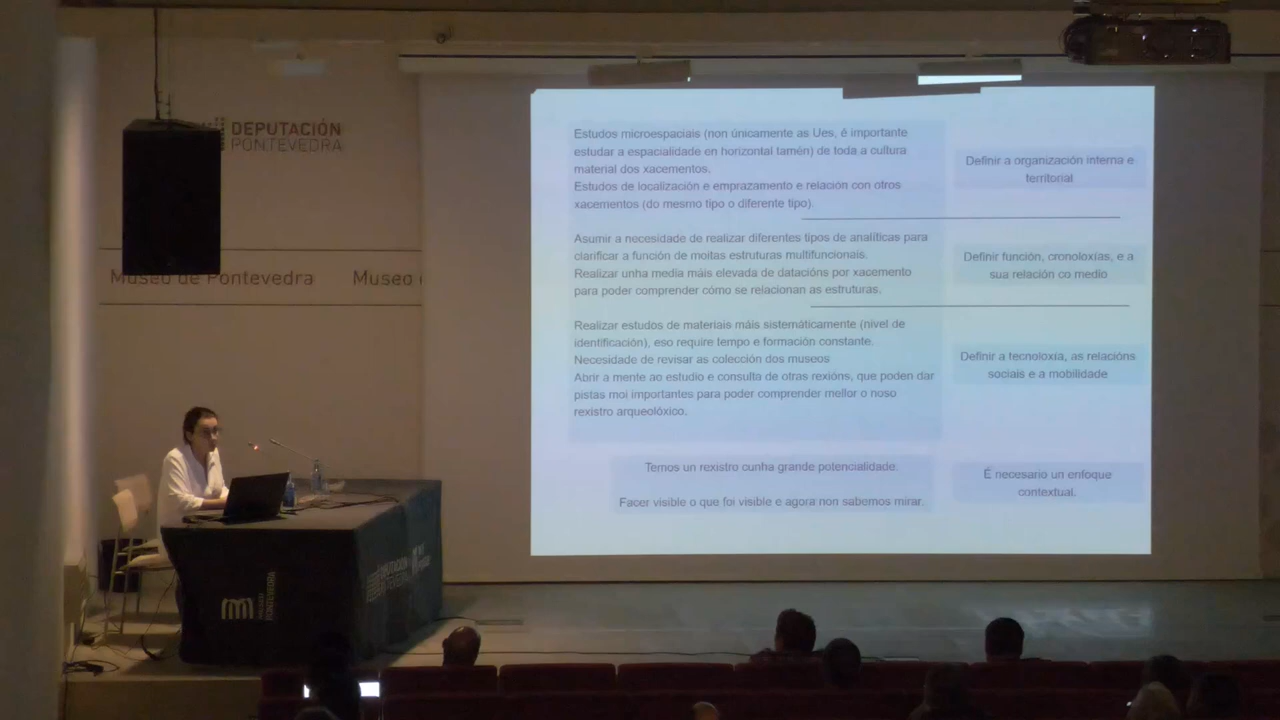 DEPUTACIÓN
PONTEVEDRA
Museo de Pontevedra
Museo
Estudos microespaciais (non únicamente as Ues, é importante
estudar a espacialidade en horizontal tamén) de toda a cultura
material dos xacementos.
Estudos de localización e emprazamento e relación con otros
xacementos (do mesmo tipo o diferente tipo).
Definir a organización interna e
territorial
Asumir a necesidade de realizar diferentes tipos de analíticas para
clarificar a función de moitas estruturas multifuncionais.
Realizar unha media máis elevada de datacións por xacemento
para poder comprender cómo se relacionan as estruturas.
Definir función, cronoloxías, e a
sua relación co medio
Realizar estudos de materiais máis sistemáticamente (nivel de
identificación), eso require tempo e formación constante.
Necesidade de revisar as colección dos museos
Abrir a mente ao estudio e consulta de otras rexións, que poden dar
pistas moi importantes para poder comprender mellor o noso
rexistro arqueolóxico.
Definir a tecnoloxía, as relacións
sociais e a mobilidade
Temos un rexistro cunha grande potencialidade.
Facer visible o que foi visible e agora non sabemos mirar.
É necesario un enfoque
contextual.
MUSEO
PONTEVEDRA
DEPUTACIÓN
PONTEVEDRA